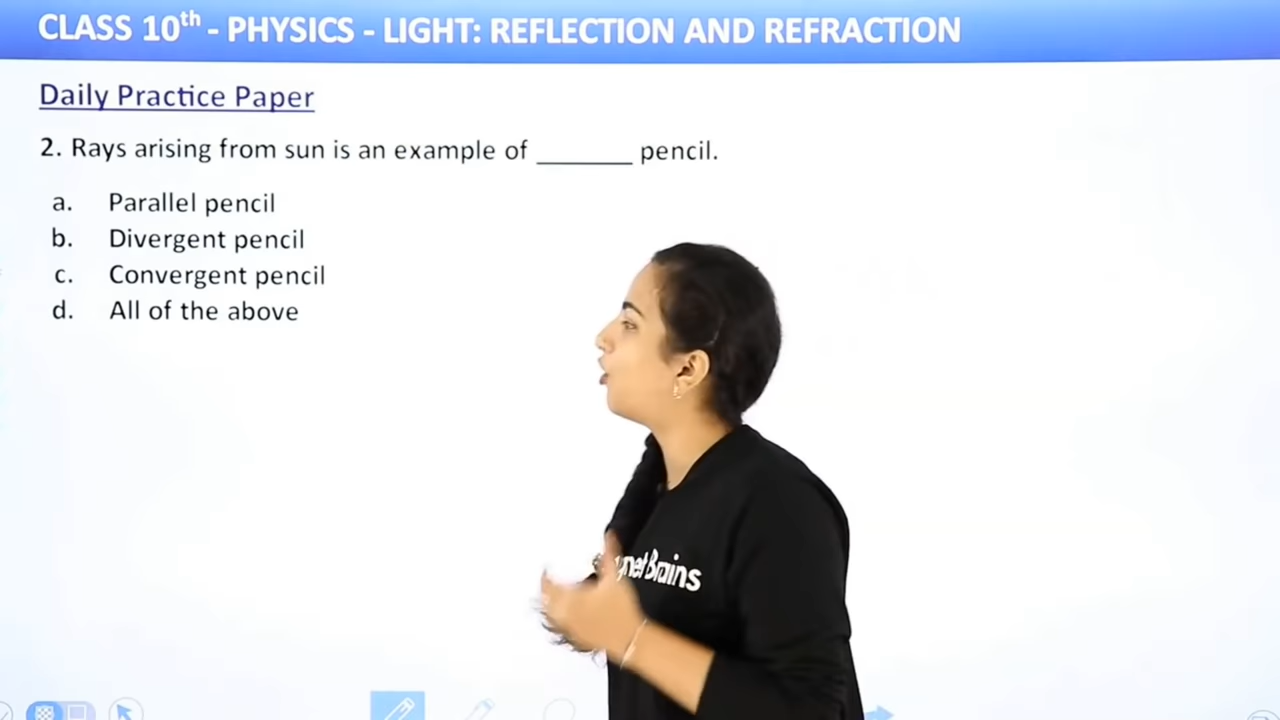 CLASS 10th - PHYSICS - LIGHT: REFLECTION AND REFRACTION
Daily Practice Paper
2. Rays arising from sun is an example of _______ pencil.
a. Parallel pencil
b. Divergent pencil
c. Convergent pencil
d. All of the above
Brains